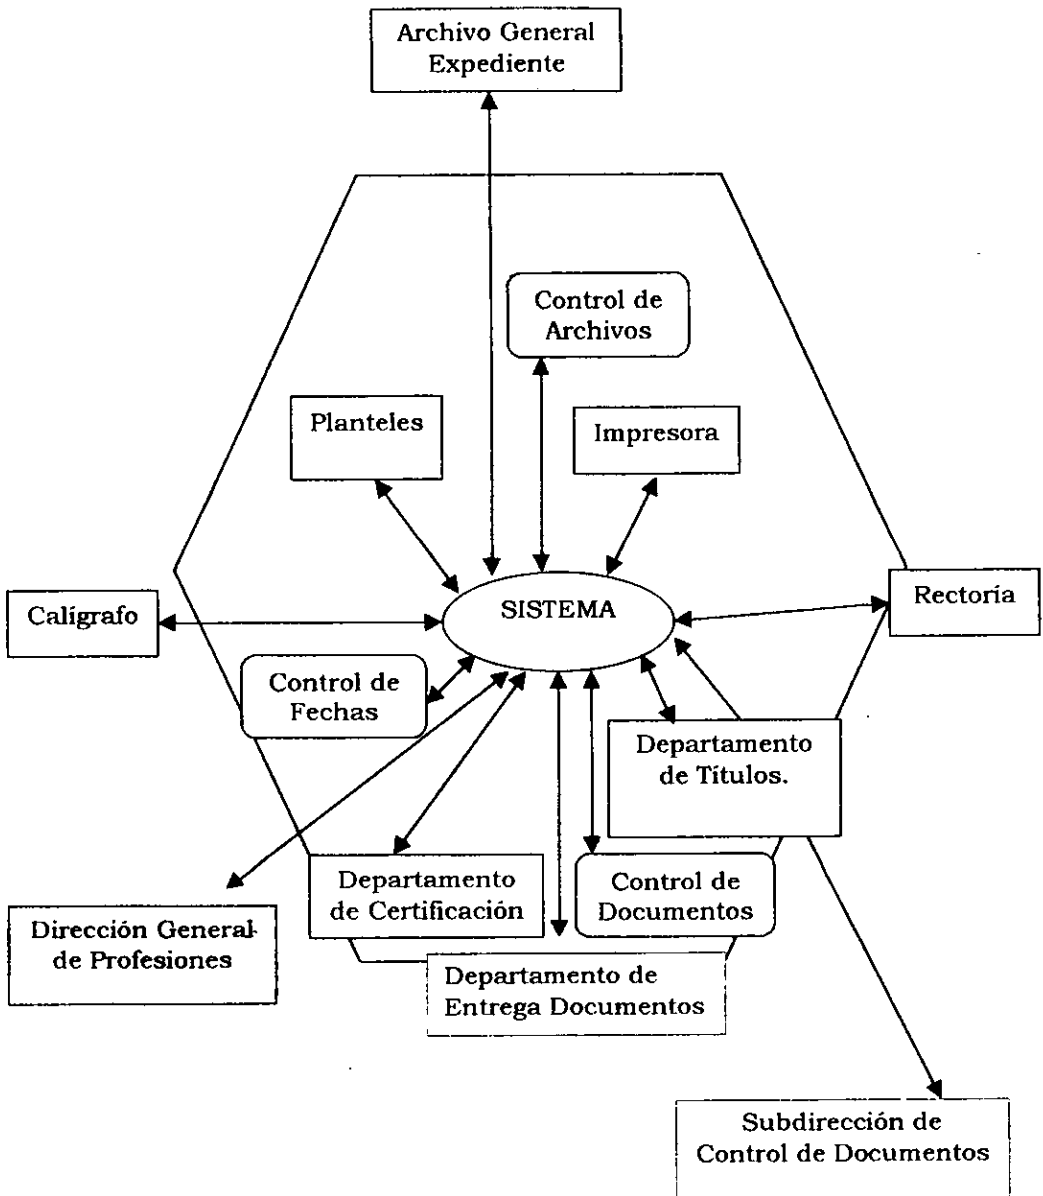 Archivo General
Expediente
Control de
Archivos
Planteles
Impresora
SISTEMA
Calígrafo
Rectoría
Control de
Fechas
Departamento
de Títulos.
Departamento
de Certificación
Control de
Documentos
Dirección General
de Profesiones
Departamento de
Entrega Documentos
Subdirección de
Control de Documentos